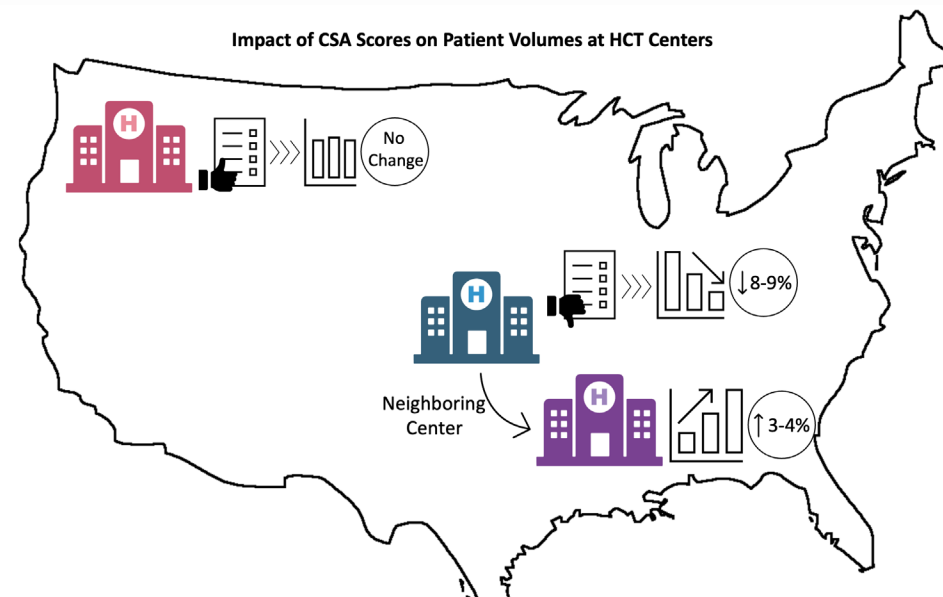 Impact of CSA Scores on Patient Volumes at HCT Centers
H
No
Change
H
↓8-9%
Neighboring
Center
H
↑3-4%